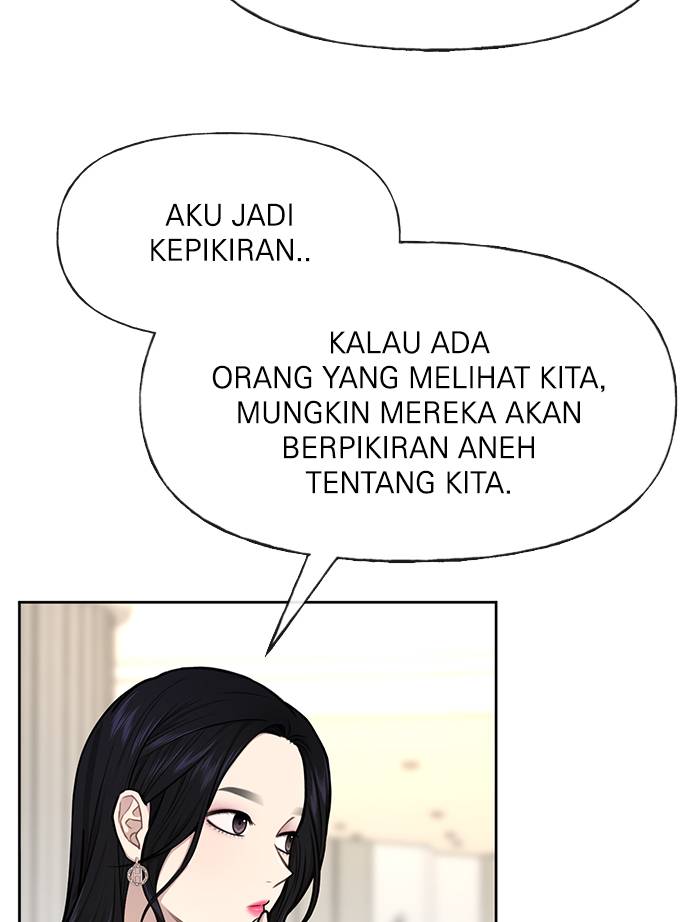 AKU JADI
KEPIKIRAN..
KALAU ADA
ORANG YANG MELIHAT KITA,
MUNGKIN MEREKA AKAN
BERPIKIRAN ANEH
TENTANG KITA.